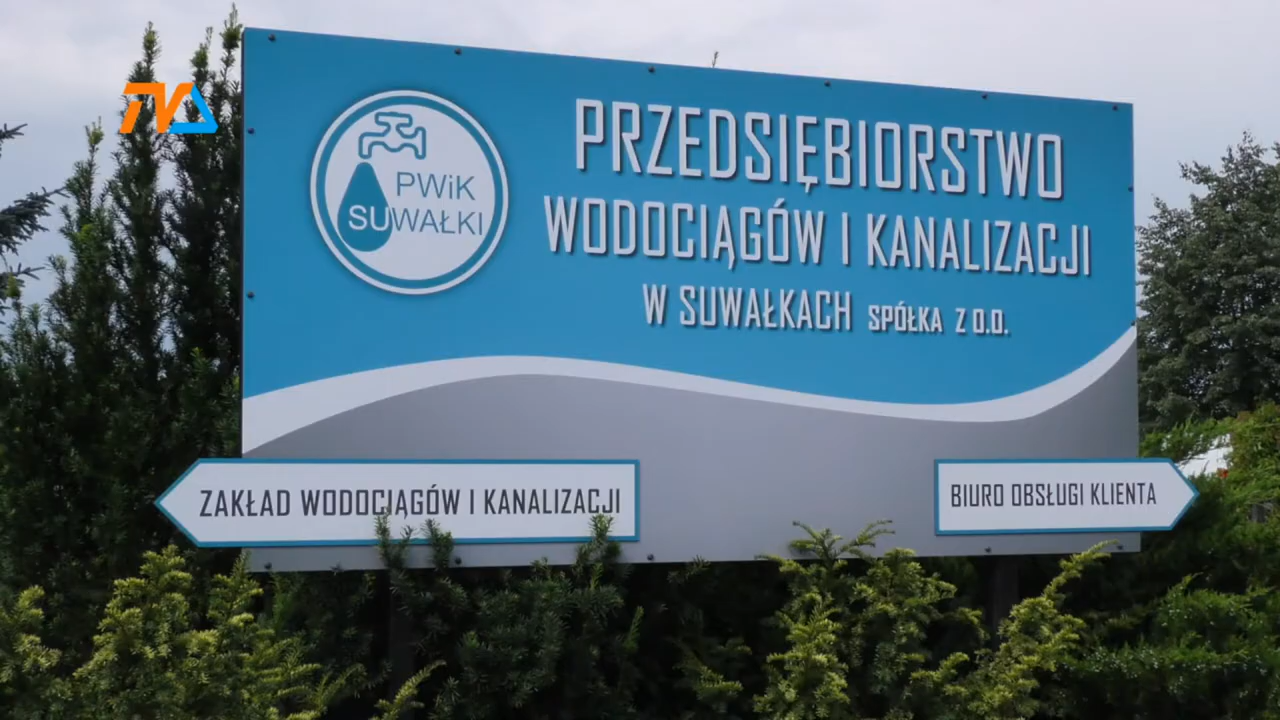 TVS
PWiK
SUWAŁKI
PRZEDSIĘBIORSTWO
WODOCIĄGÓW I KANALIZACJI
W SUWAŁKACH SPÓŁKA Z O.O.
ZAKŁAD WODOCIĄGÓW I KANALIZACJI
BIURO OBSŁUGI KLIENTA